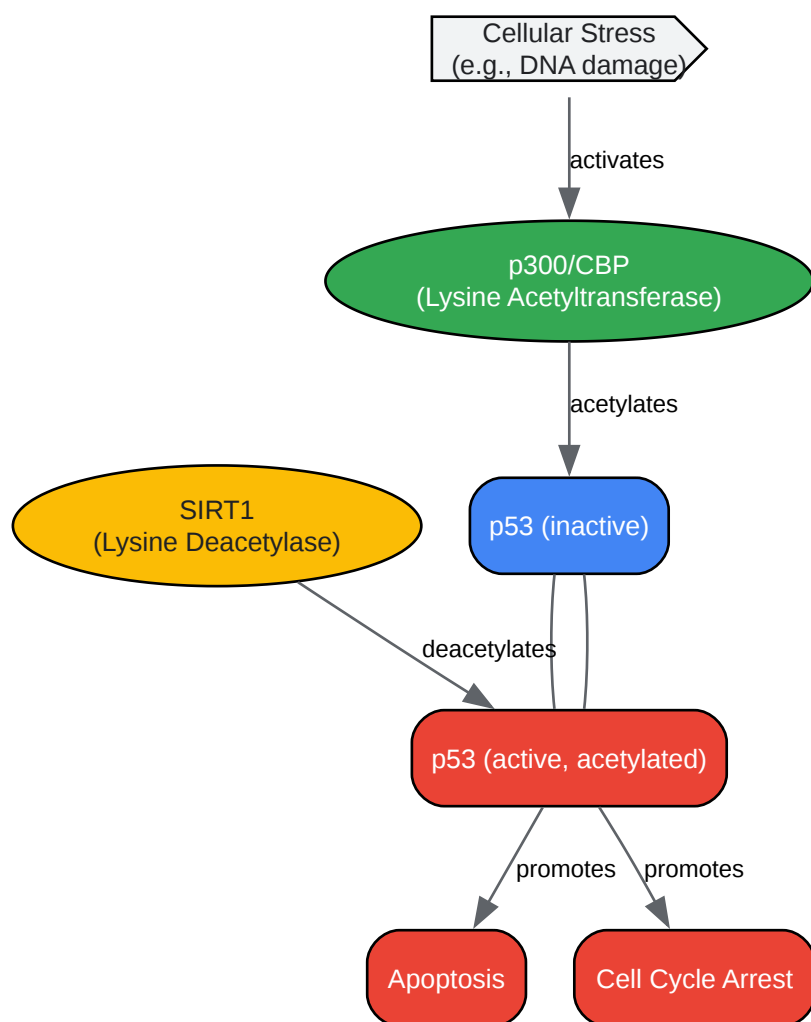 Cellular Stress
(e.g., DNA damage)
activates
p300/CBP
(Lysine Acetyltransferase)
acetylates
SIRT1
(Lysine Deacetylase)
p53 (inactive)
deacetylates
p53 (active, acetylated)
promotes
promotes
Apoptosis
Cell Cycle Arrest